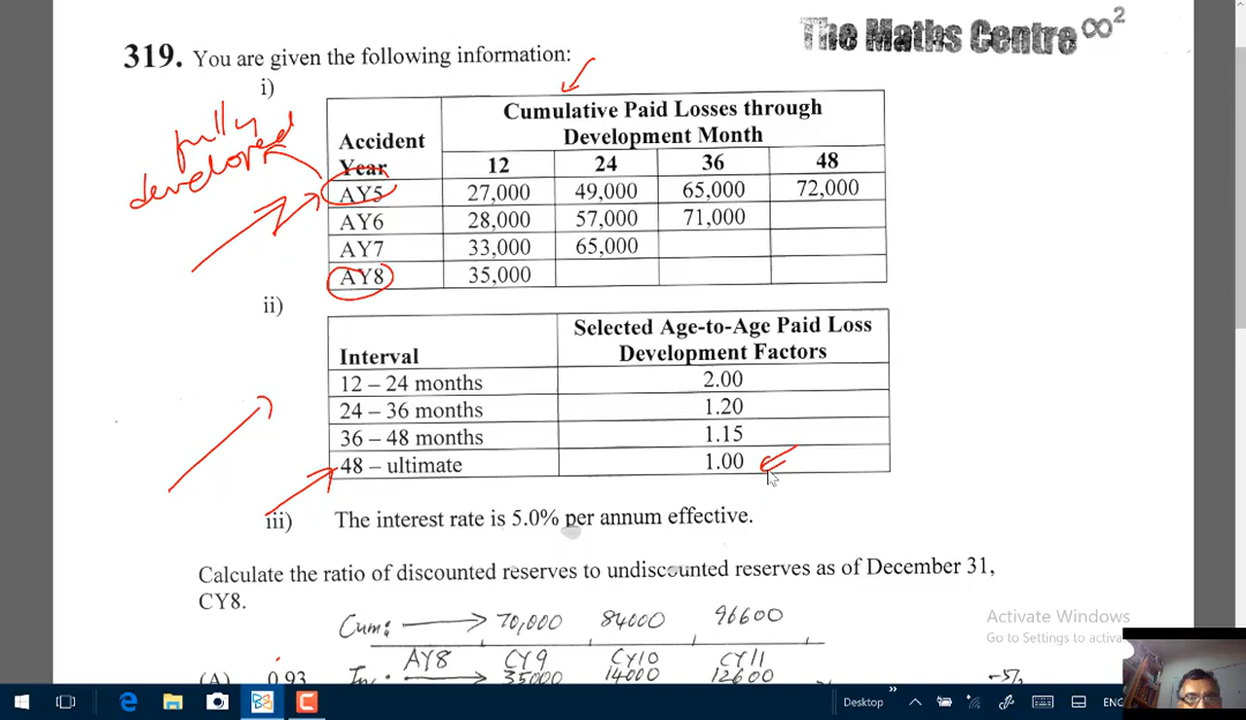 The Maths Centre ∞²
319. You are given the following information:
i)
fully
developed
Accident Year | Cumulative Paid Losses through Development Month
12 | 24 | 36 | 48
AY5 | 27,000 | 49,000 | 65,000 | 72,000
AY6 | 28,000 | 57,000 | 71,000
AY7 | 33,000 | 65,000
AY8 | 35,000
ii)
Interval | Selected Age-to-Age Paid Loss Development Factors
12 – 24 months | 2.00
24 – 36 months | 1.20
36 – 48 months | 1.15
48 – ultimate | 1.00
iii) The interest rate is 5.0% per annum effective.
Calculate the ratio of discounted reserves to undiscounted reserves as of December 31,
CY8.
Cum: 70,000 84000 96600
AY8 CY9 CY10 CY11
(A) 0.93 35000 14000 12600
Activate Windows
Go to Settings to activa
Desktop
ENG